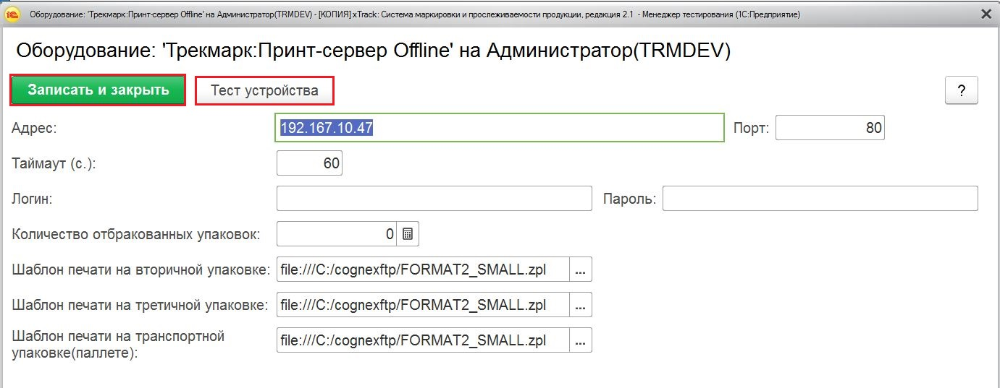 Оборудование: 'Трекмарк:Принт-сервер Offline' на Администратор(TRMDEV) - [КОПИЯ] xTrack: Система маркировки и прослеживаемости продукции, редакция 2.1 - Менеджер тестирования (1С:Предприятие)
Оборудование: 'Трекмарк:Принт-сервер Offline' на Администратор(TRMDEV)
Записать и закрыть Тест устройства ?
Адрес: 192.167.10.47 Порт: 80
Таймаут (с.): 60
Логин: Пароль:
Количество отбракованных упаковок: 0
Шаблон печати на вторичной упаковке: file:///C:/cognexftp/FORMAT2_SMALL.zpl ...
Шаблон печати на третичной упаковке: file:///C:/cognexftp/FORMAT2_SMALL.zpl ...
Шаблон печати на транспортной
упаковке(паллете): file:///C:/cognexftp/FORMAT2_SMALL.zpl ...